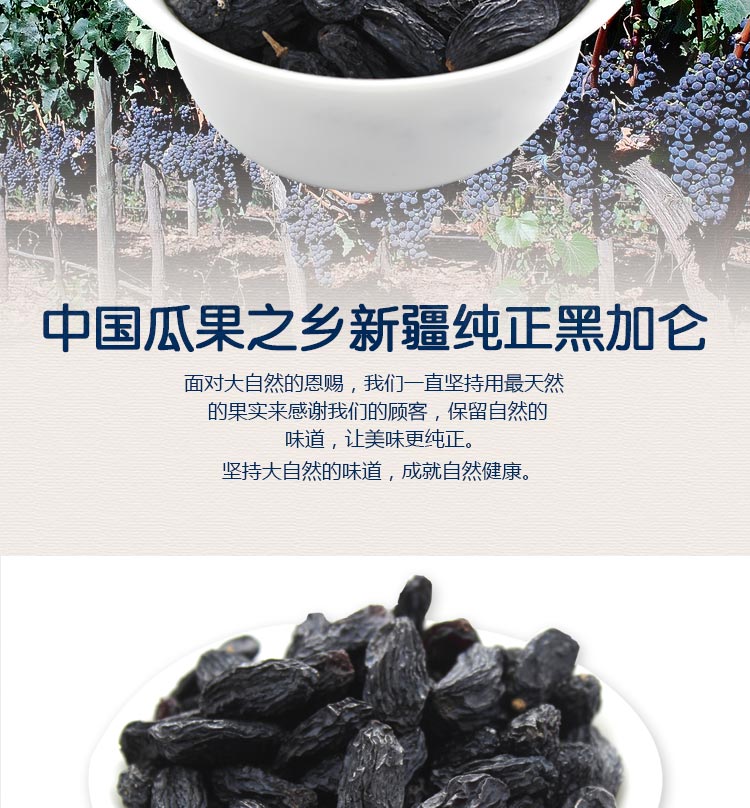 中国瓜果之乡新疆纯正黑加仑
面对大自然的恩赐，我们一直坚持用最天然
的果实来感谢我们的顾客，保留自然的
味道，让美味更纯正。
坚持大自然的味道，成就自然健康。